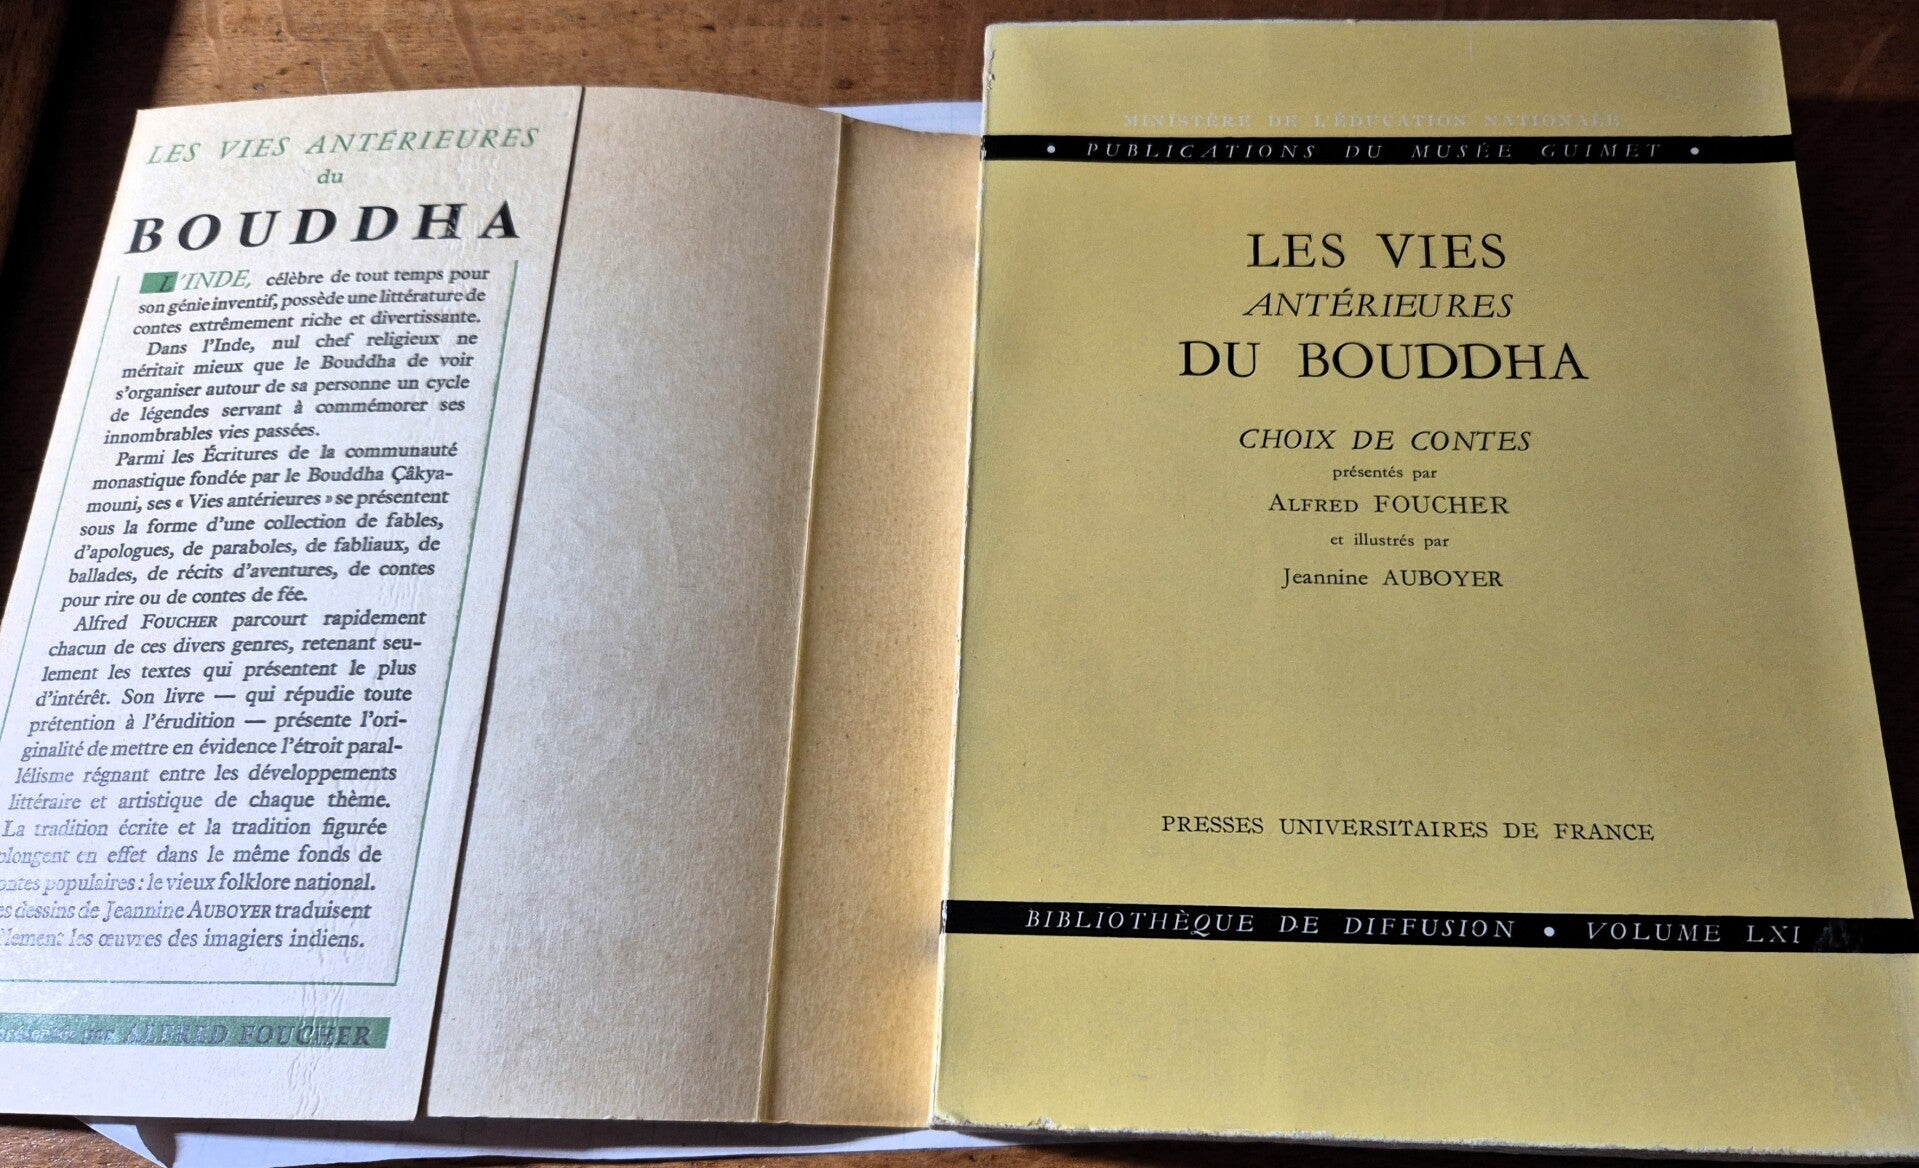 LES VIES ANTÉRIEURES
du
BOUDDHA
L'INDE, célèbre de tout temps pour
son génie inventif, possède une littérature de
contes extrêmement riche et divertissante.
Dans l'Inde, nul chef religieux ne
méritait mieux que le Bouddha de voir
s'organiser autour de sa personne un cycle
de légendes servant à commémorer ses
innombrables vies passées.
Parmi les Écritures de la communauté
monastique fondée par le Bouddha Çâkya-
mouni, ses « Vies antérieures » se présentent
sous la forme d'une collection de fables,
d'apologues, de paraboles, de fabliaux, de
ballades, de récits d'aventures, de contes
pour rire ou de contes de fée.
Alfred FOUCHER parcourt rapidement
chacun de ces divers genres, retenant seu-
lement les textes qui présentent le plus
d'intérêt. Son livre — qui répudie toute
prétention à l'érudition — présente l'ori-
ginalité de mettre en évidence l'étroit paral-
lélisme régnant entre les développements
littéraire et artistique de chaque thème.
La tradition écrite et la tradition figurée
plongent en effet dans le même fonds de
populaires : le vieux folklore national.
dessins de Jeannine AUBOYER traduisent
les œuvres des imagiers indiens.
par ALFRED FOUCHER
MINISTÈRE DE L'ÉDUCATION NATIONALE
• PUBLICATIONS DU MUSÉE GUIMET •
LES VIES
ANTÉRIEURES
DU BOUDDHA
CHOIX DE CONTES
présentés par
ALFRED FOUCHER
et illustrés par
Jeannine AUBOYER
PRESSES UNIVERSITAIRES DE FRANCE
BIBLIOTHÈQUE DE DIFFUSION • VOLUME LXI